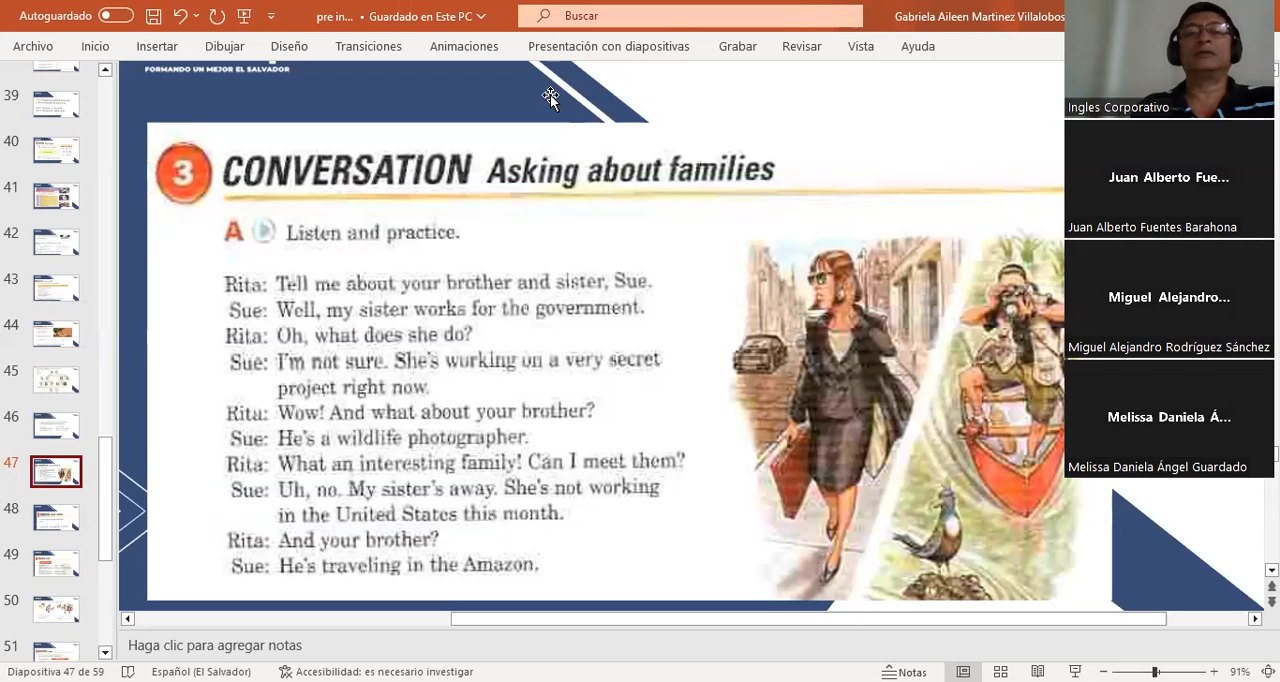 Autoguardado
pre in... • Guardado en Este PC
Buscar
Gabriela Aileen Martinez Villalobos
Archivo Inicio Insertar Dibujar Diseño Transiciones Animaciones Presentación con diapositivas Grabar Revisar Vista Ayuda
39
40
41
42
43
44
45
46
47
48
49
50
51
FORMANDO UN MEJOR EL SALVADOR
3 CONVERSATION Asking about families
A Listen and practice.
Rita: Tell me about your brother and sister, Sue.
Sue: Well, my sister works for the government.
Rita: Oh, what does she do?
Sue: I'm not sure. She's working on a very secret
project right now.
Rita: Wow! And what about your brother?
Sue: He's a wildlife photographer.
Rita: What an interesting family! Can I meet them?
Sue: Uh, no. My sister's away. She's not working
in the United States this month.
Rita: And your brother?
Sue: He's traveling in the Amazon.
Ingles Corporativo
Juan Alberto Fue...
Juan Alberto Fuentes Barahona
Miguel Alejandro...
Miguel Alejandro Rodríguez Sánchez
Melissa Daniela Á...
Melissa Daniela Ángel Guardado
Haga clic para agregar notas
Diapositiva 47 de 59 Español (El Salvador) Accesibilidad: es necesario investigar Notas 91%